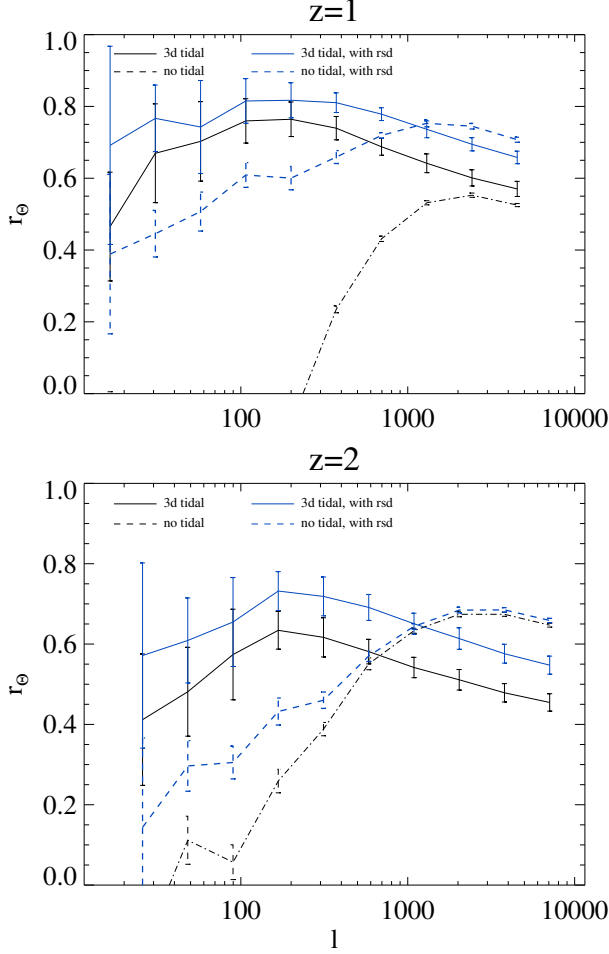 z=1
3d tidal
3d tidal, with rsd
no tidal
no tidal, with rsd
1.0
0.8
0.6
0.4
0.2
0.0
rΘ
100
1000
10000
z=2
3d tidal
3d tidal, with rsd
no tidal
no tidal, with rsd
1.0
0.8
0.6
0.4
0.2
0.0
rΘ
100
1000
10000
l